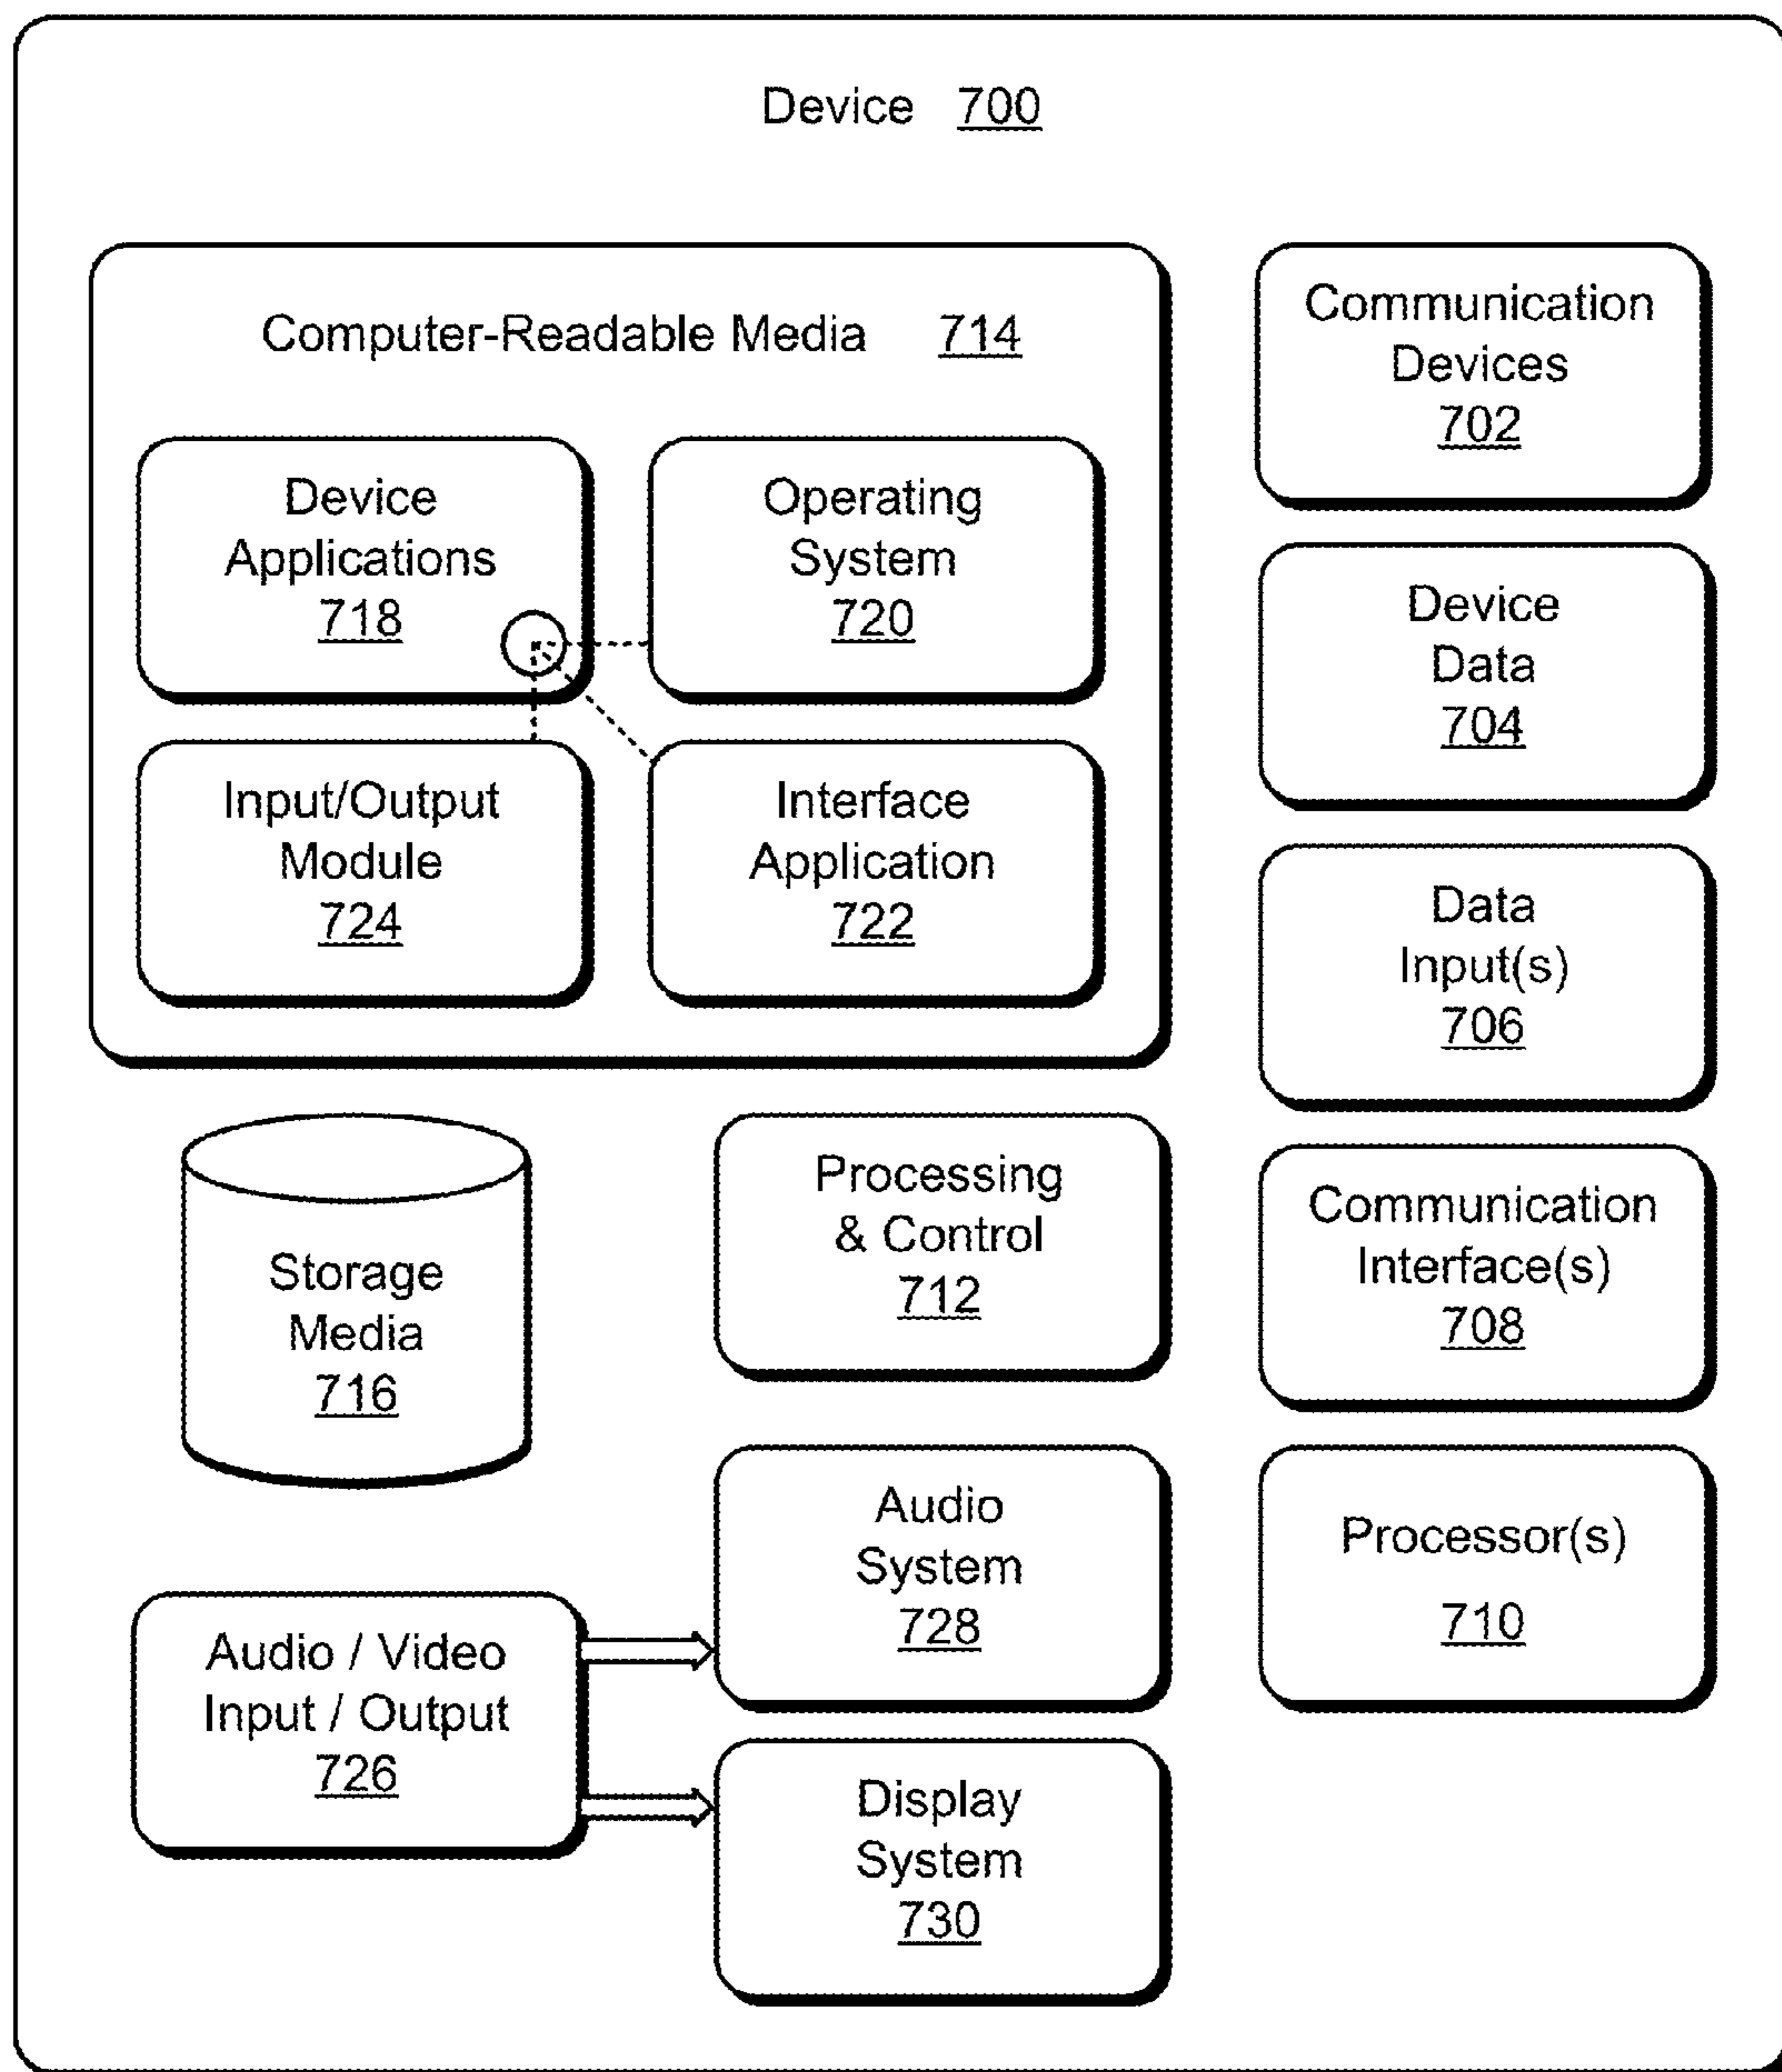 Device 700
Computer-Readable Media 714
Device
Applications
718
Operating
System
720
Input/Output
Module
724
Interface
Application
722
Storage
Media
716
Processing
& Control
712
Audio / Video
Input / Output
726
Audio
System
728
Display
System
730
Communication
Devices
702
Device
Data
704
Data
Input(s)
706
Communication
Interface(s)
708
Processor(s)
710